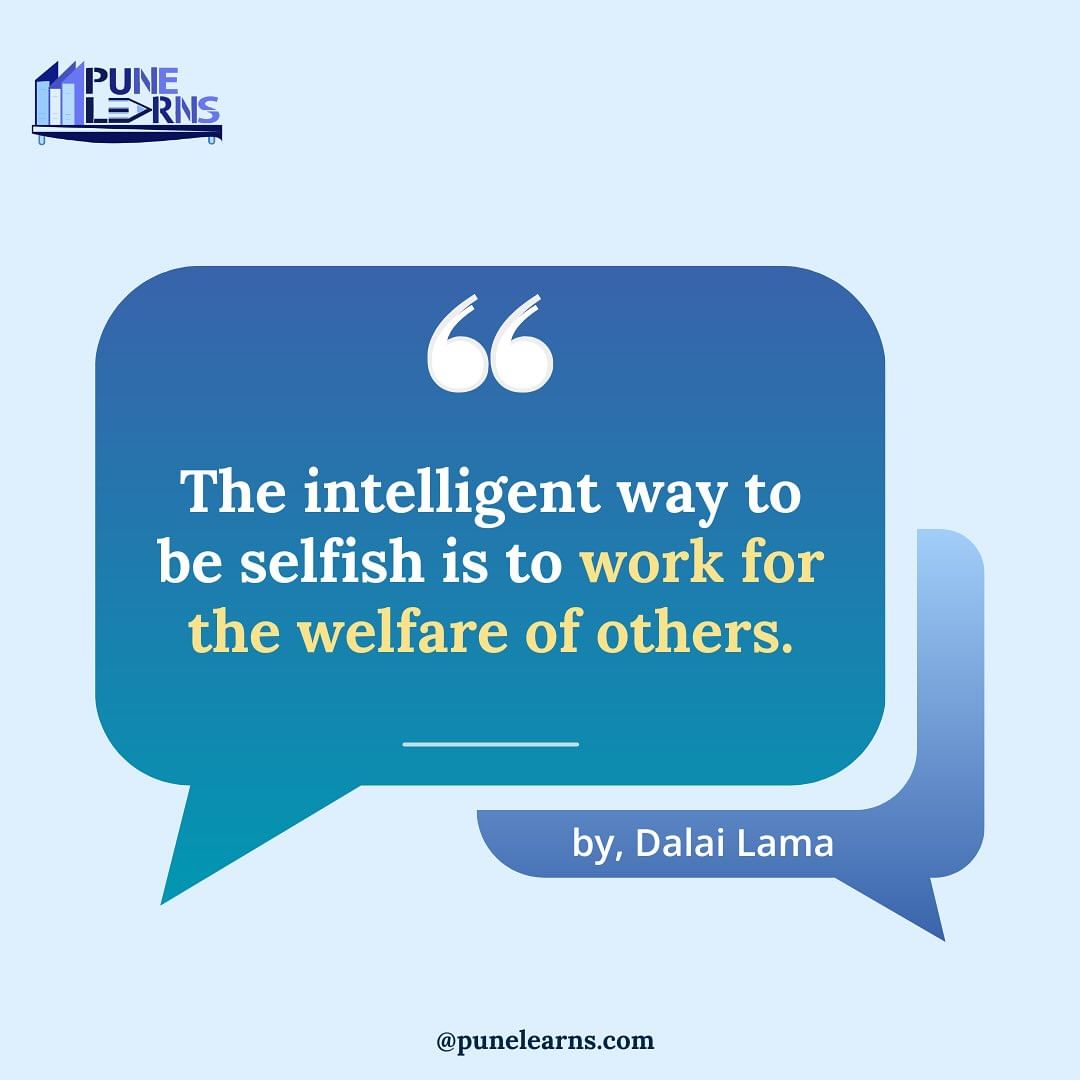 PUNE
LEARNS
The intelligent way to
be selfish is to work for
the welfare of others.
by, Dalai Lama
@punelearns.com